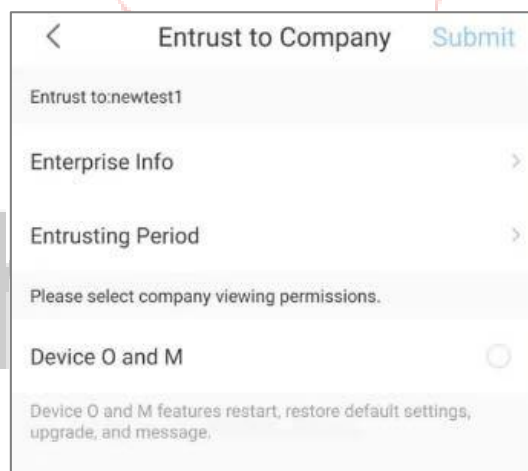 Entrust to Company
Submit
Entrust to:newtest1
Enterprise Info
Entrusting Period
Please select company viewing permissions.
Device O and M
Device O and M features restart, restore default settings,
upgrade, and message.